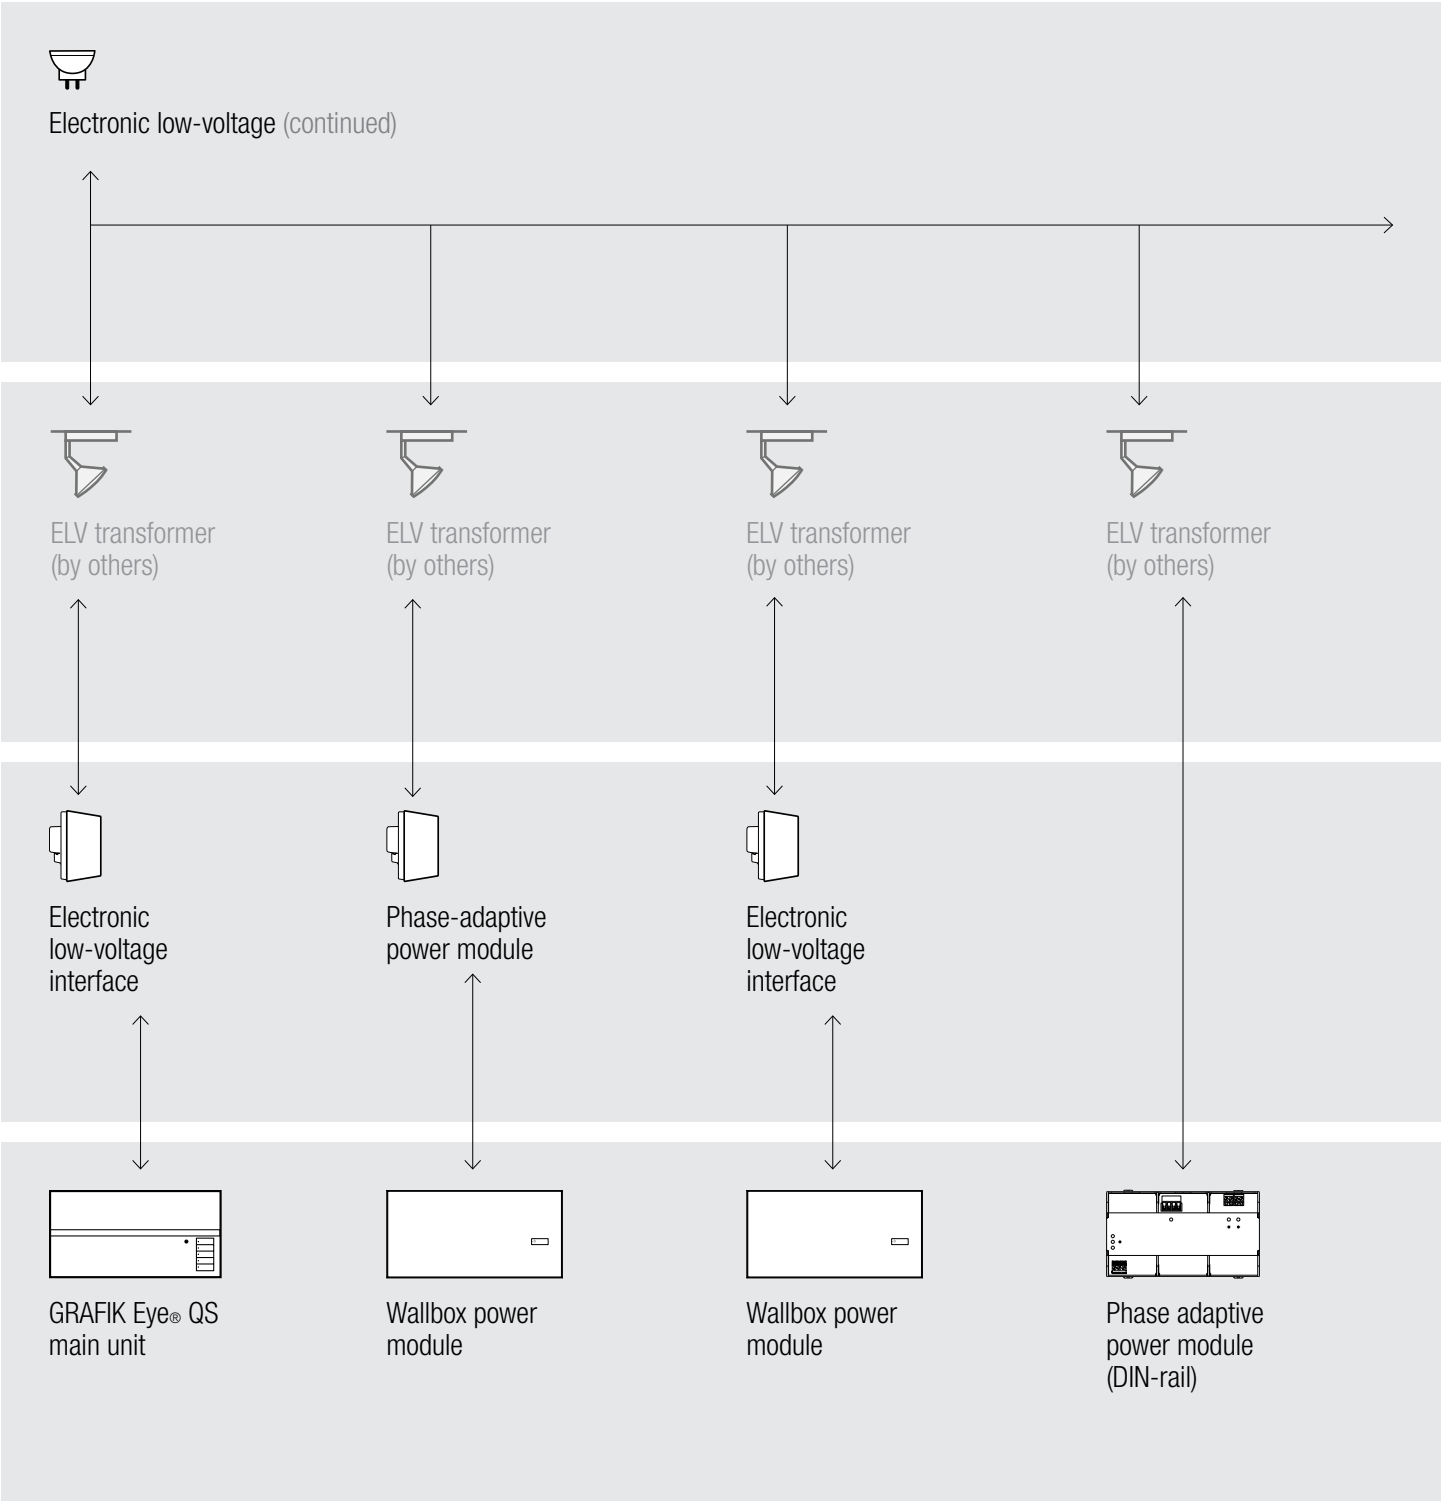 Electronic low-voltage (continued)
ELV transformer
(by others)
ELV transformer
(by others)
ELV transformer
(by others)
ELV transformer
(by others)
Electronic
low-voltage
interface
Phase-adaptive
power module
Electronic
low-voltage
interface
GRAFIK Eye® QS
main unit
Wallbox power
module
Wallbox power
module
Phase adaptive
power module
(DIN-rail)